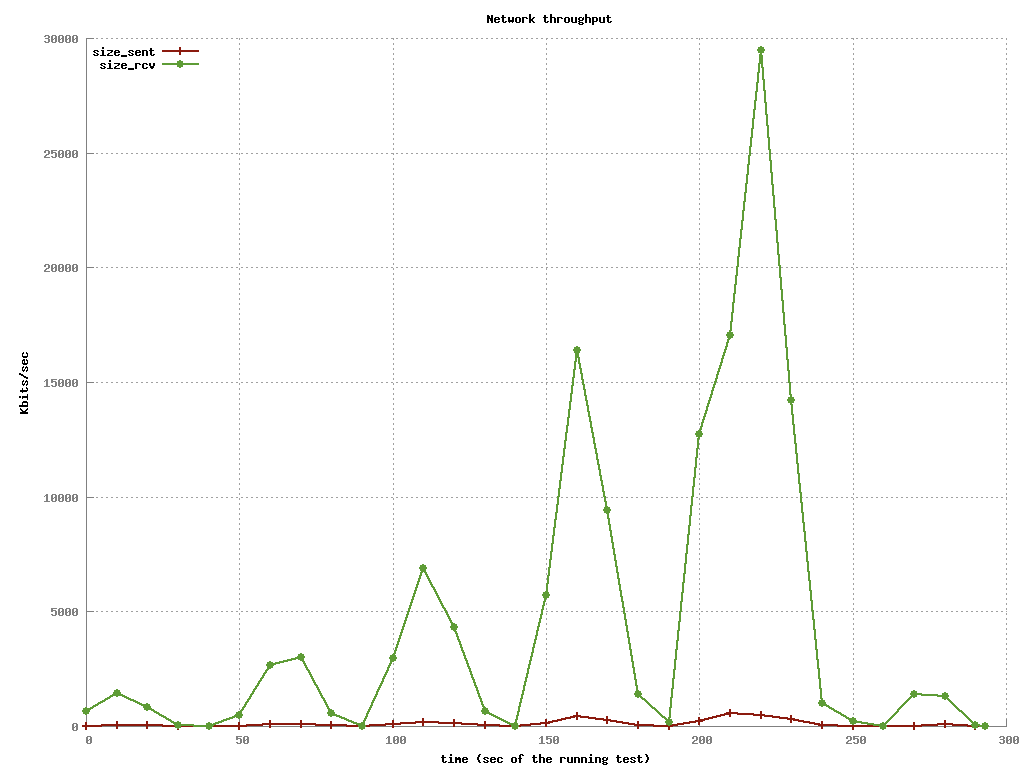 Network throughput
size_sent
size_rcv
30000
25000
20000
15000
10000
5000
0
Kbits/sec
0 50 100 150 200 250 300
time (sec of the running test)